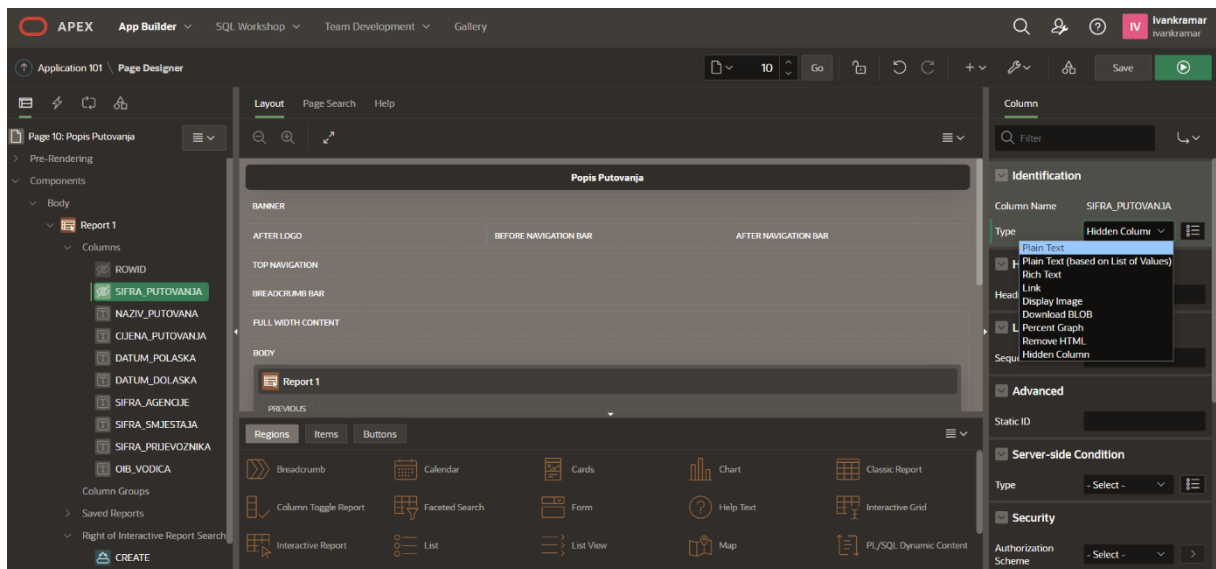 APEX App Builder SQL Workshop Team Development Gallery IV ivankramar
ivankramar
Application 101 \ Page Designer 10 Go Save
Layout Page Search Help
Column
Page 10: Popis Putovanja
Filter
Pre-Rendering
Components
Body
Report 1
Columns
ROWID
SIFRA_PUTOVANJA
NAZIV_PUTOVANA
CIJENA_PUTOVANJA
DATUM_POLASKA
DATUM_DOLASKA
SIFRA_AGENCIJE
SIFRA_SMJESTAJA
SIFRA_PRIJEVOZNIKA
OIB_VODICA
Column Groups
Saved Reports
Right of Interactive Report Search
CREATE
Popis Putovanja
BANNER
AFTER LOGO BEFORE NAVIGATION BAR AFTER NAVIGATION BAR
TOP NAVIGATION
BREADCRUMB BAR
FULL WIDTH CONTENT
BODY
Report 1
PREVIOUS
Regions Items Buttons
Breadcrumb Calendar Cards Chart Classic Report
Column Toggle Report Faceted Search Form Help Text Interactive Grid
Interactive Report List List View Map PL/SQL Dynamic Content
Identification
Column Name SIFRA_PUTOVANJA
Type Hidden Colum
Plain Text
Plain Text (based on List of Values)
Rich Text
Link
Display Image
Download BLOB
Percent Graph
Remove HTML
Hidden Column
Advanced
Static ID
Server-side Condition
Type - Select -
Security
Authorization
Scheme - Select -